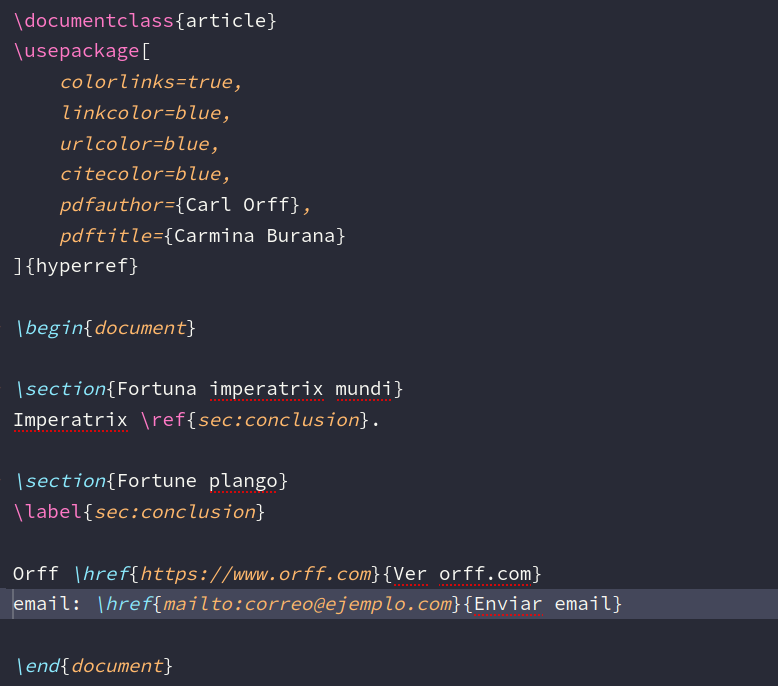 \documentclass{article}
\usepackage[
    colorlinks=true,
    linkcolor=blue,
    urlcolor=blue,
    citecolor=blue,
    pdfauthor={Carl Orff},
    pdftitle={Carmina Burana}
]{hyperref}

\begin{document}

\section{Fortuna imperatrix mundi}
Imperatrix \ref{sec:conclusion}.

\section{Fortune plango}
\label{sec:conclusion}

Orff \href{https://www.orff.com}{Ver orff.com}
email: \href{mailto:correo@ejemplo.com}{Enviar email}

\end{document}